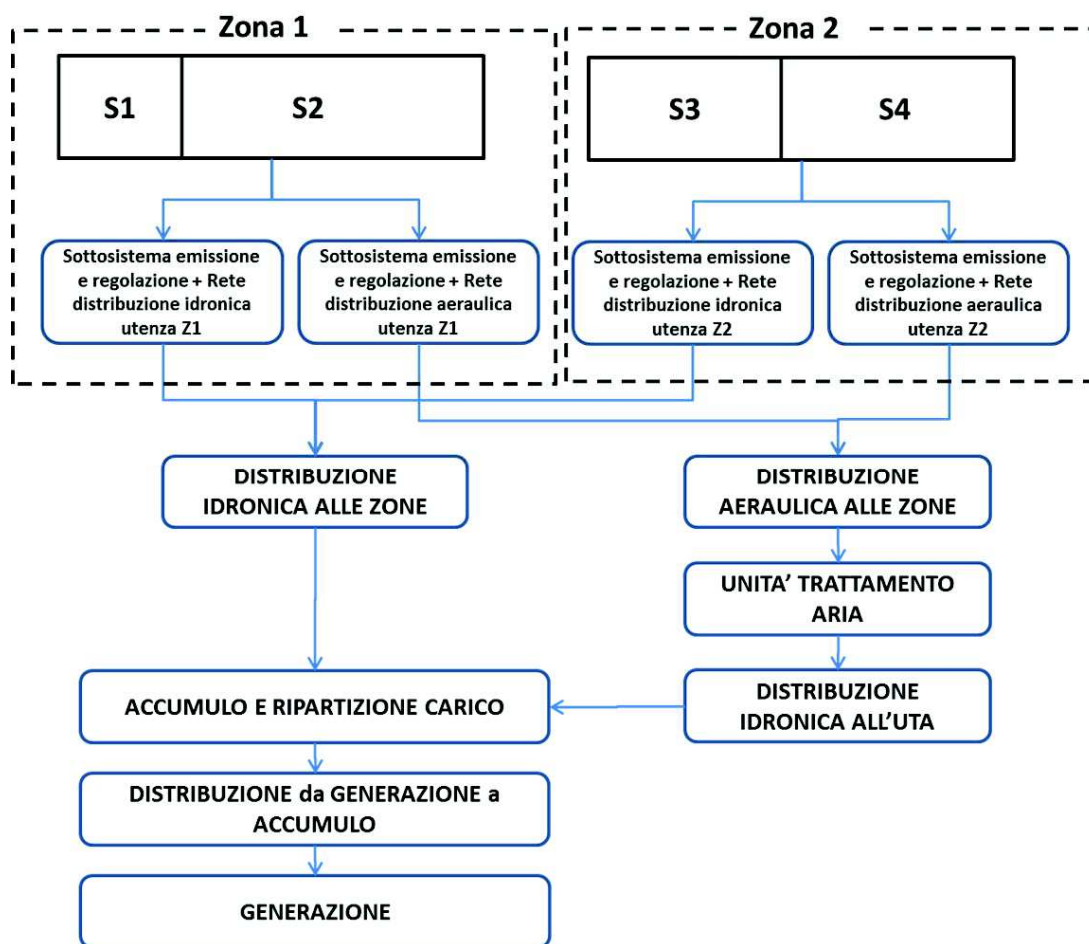 Zona 1
Zona 2
S1
S2
S3
S4
Sottosistema emissione
e regolazione + Rete
distribuzione idronica
utenza Z1
Sottosistema emissione
e regolazione + Rete
distribuzione aeraulica
utenza Z1
Sottosistema emissione
e regolazione + Rete
distribuzione idronica
utenza Z2
Sottosistema emissione
e regolazione + Rete
distribuzione aeraulica
utenza Z2
DISTRIBUZIONE
IDRONICA ALLE ZONE
DISTRIBUZIONE
AERAULICA ALLE ZONE
UNITA’ TRATTAMENTO
ARIA
ACCUMULO E RIPARTIZIONE CARICO
DISTRIBUZIONE
IDRONICA ALL’UTA
DISTRIBUZIONE da GENERAZIONE a
ACCUMULO
GENERAZIONE